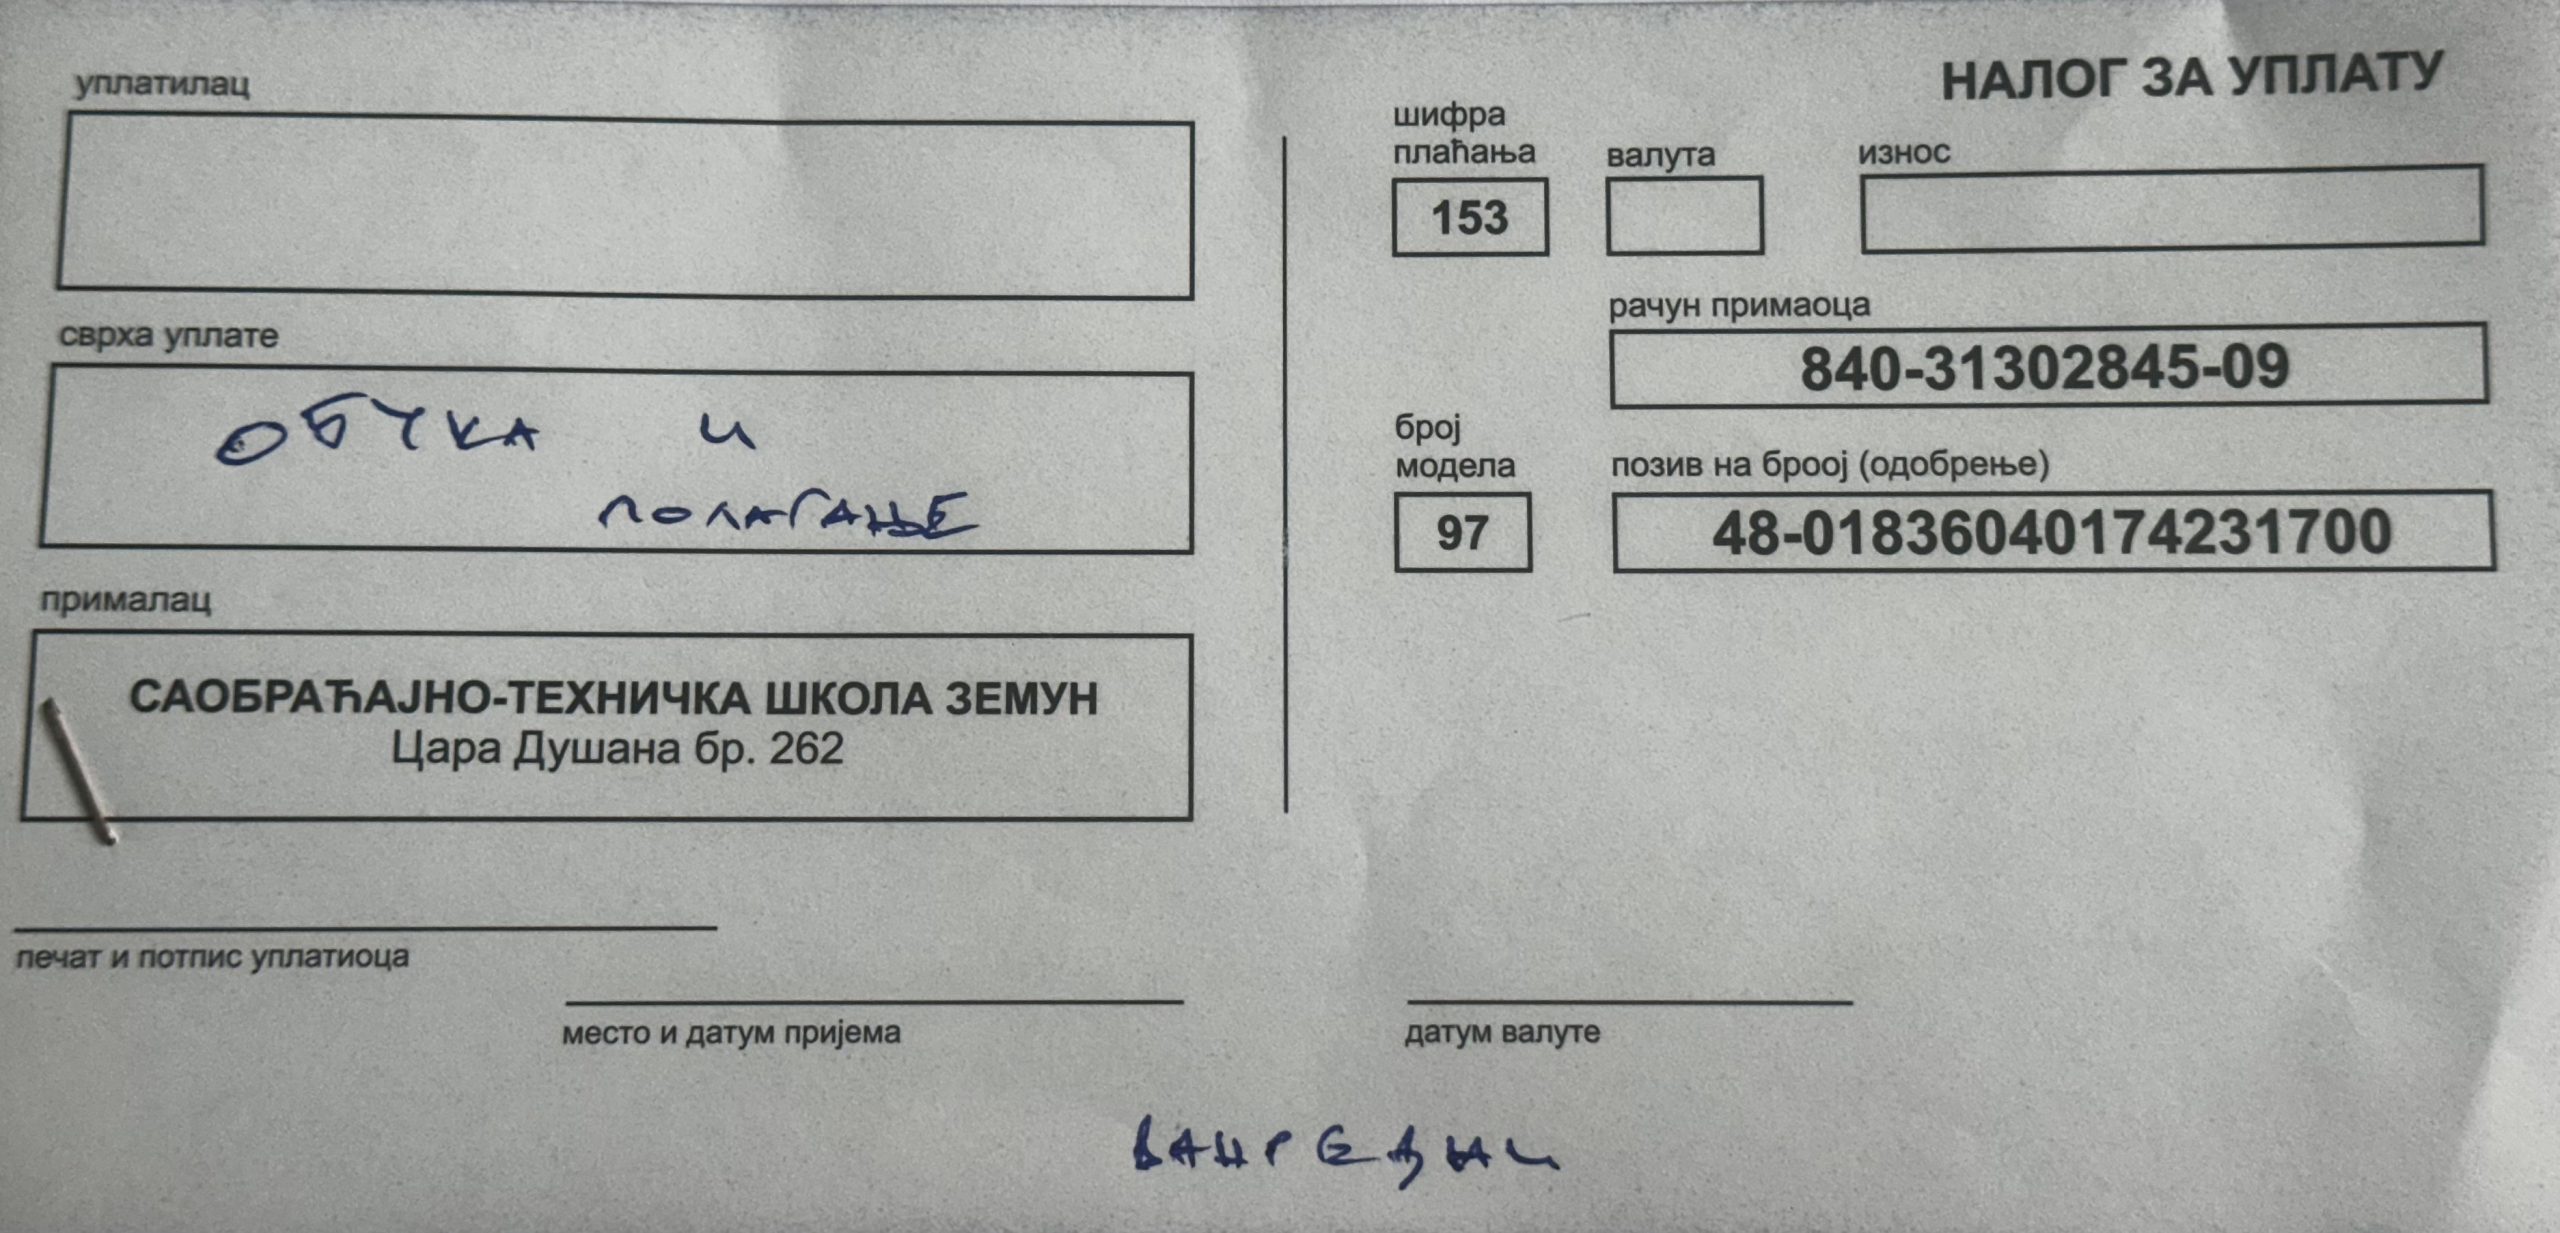 НАЛОГ ЗА УПЛАТУ
уплатилац
сврха уплате
ОБУКА И
ПОЛАГАЊЕ
прималац
САОБРАЋАЈНО-ТЕХНИЧКА ШКОЛА ЗЕМУН
Цара Душана бр. 262
печат и потпис уплатиоца
место и датум пријема
шифра
плаћања
153
валута
износ
рачун примаоца
840-31302845-09
број
модела
97
позив на брооj (одобрење)
48-01836040174231700
датум валуте
ВАНРЕДНИ